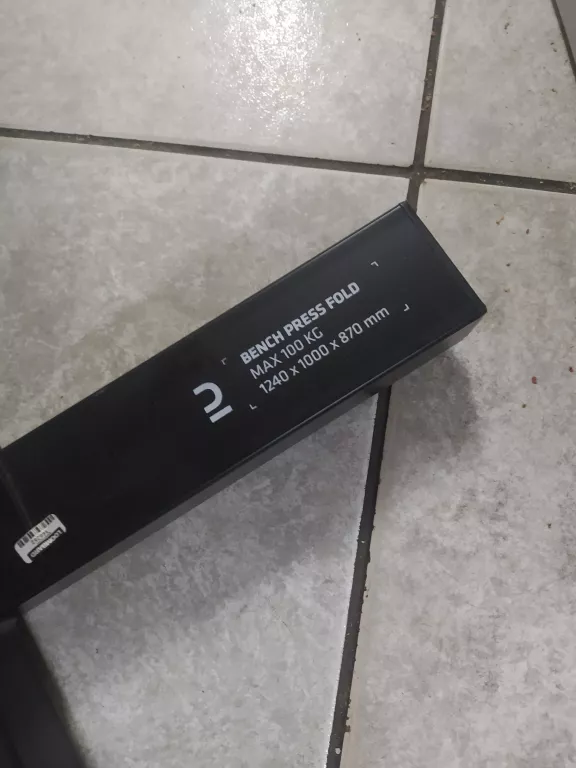 BENCH PRESS FOLD
MAX 100 KG
1240 x 1000 x 870 mm